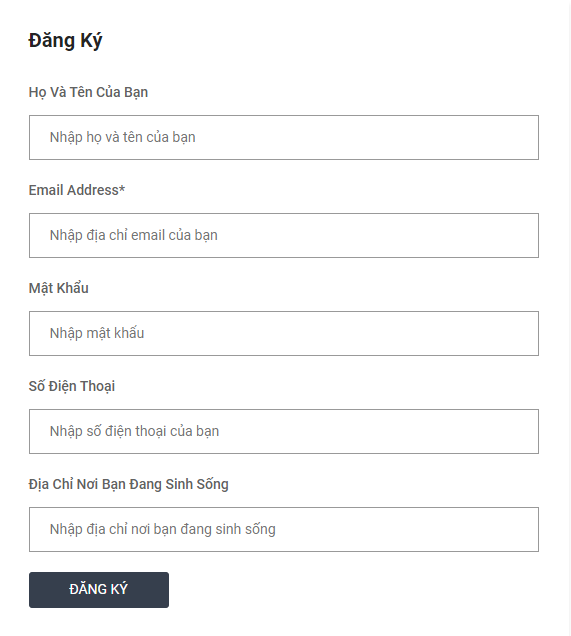 Đăng Ký
Họ Và Tên Của Bạn
Nhập họ và tên của bạn
Email Address*
Nhập địa chỉ email của bạn
Mật Khẩu
Nhập mật khấu
Số Điện Thoại
Nhập số điện thoại của bạn
Địa Chỉ Nơi Bạn Đang Sinh Sống
Nhập địa chỉ nơi bạn đang sinh sống
ĐĂNG KÝ